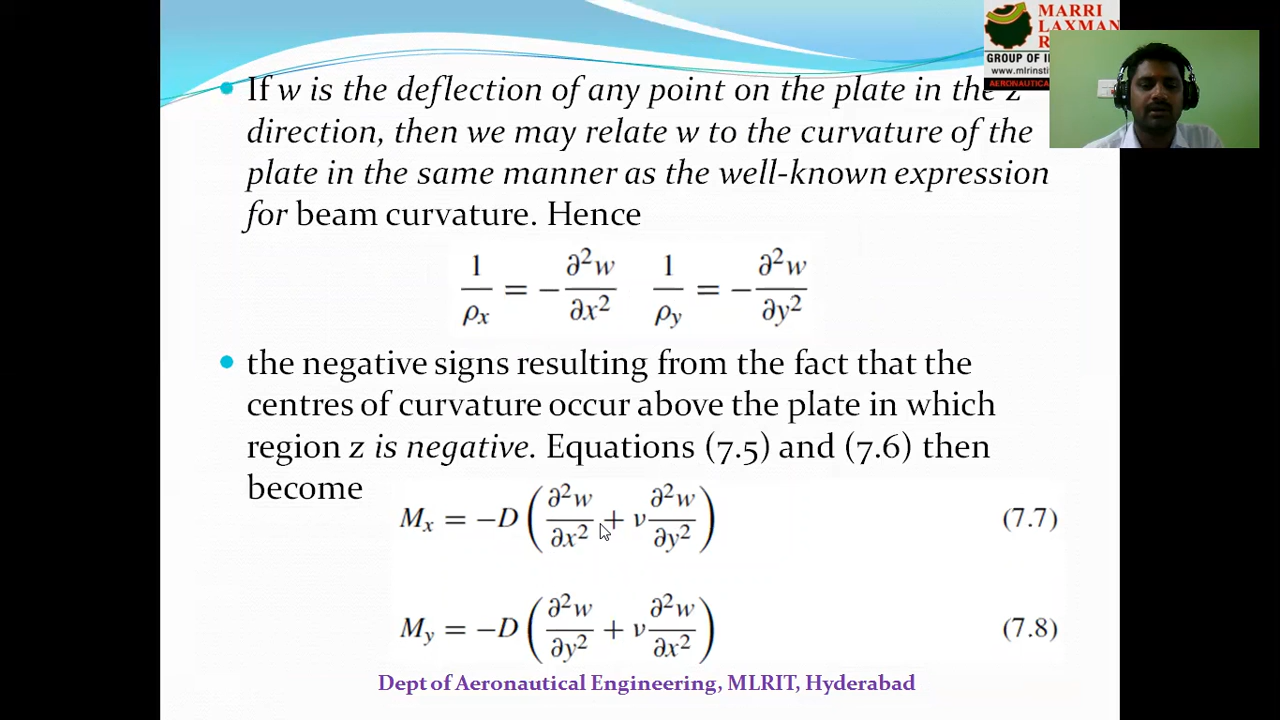 MARRI
LAXMAN
R
GROUP OF I
www.mlrinsti
AERONAUTICAL
If w is the deflection of any point on the plate in the z
direction, then we may relate w to the curvature of the
plate in the same manner as the well-known expression
for beam curvature. Hence
1/ρx = −∂²w/∂x² 1/ρy = −∂²w/∂y²
the negative signs resulting from the fact that the
centres of curvature occur above the plate in which
region z is negative. Equations (7.5) and (7.6) then
become
Mx = −D(∂²w/∂x² + ν ∂²w/∂y²) (7.7)
My = −D(∂²w/∂y² + ν ∂²w/∂x²) (7.8)
Dept of Aeronautical Engineering, MLRIT, Hyderabad